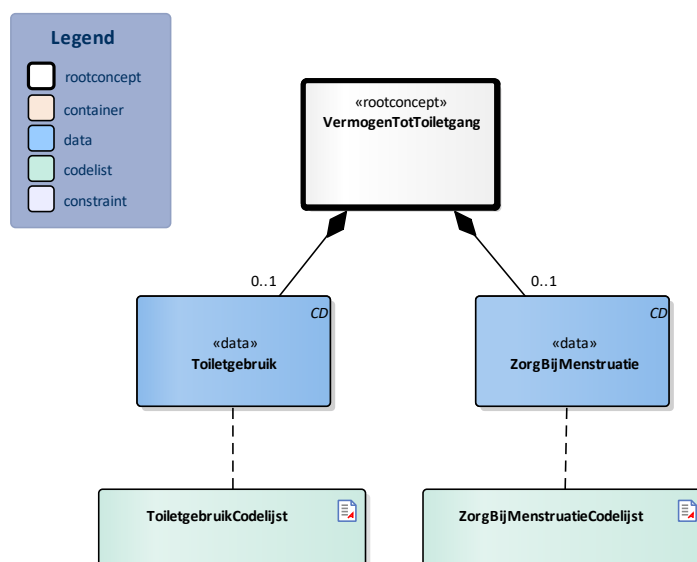 Legend
rootconcept
container
data
codelist
constraint
«rootconcept»
VermogenTotToiletgang
0..1
0..1
CD
«data»
Toiletgebruik
CD
«data»
ZorgBijMenstruatie
ToiletgebruikCodelijst
ZorgBijMenstruatieCodelijst